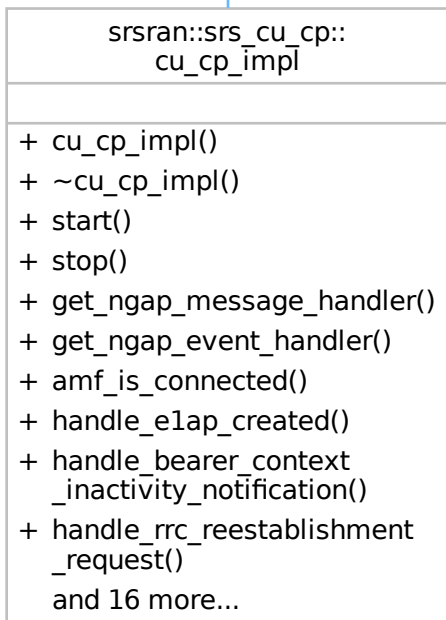 srsran::srs_cu_cp::
cu_cp_impl
+ cu_cp_impl()
+ ~cu_cp_impl()
+ start()
+ stop()
+ get_ngap_message_handler()
+ get_ngap_event_handler()
+ amf_is_connected()
+ handle_e1ap_created()
+ handle_bearer_context
_inactivity_notification()
+ handle_rrc_reestablishment
_request()
and 16 more...